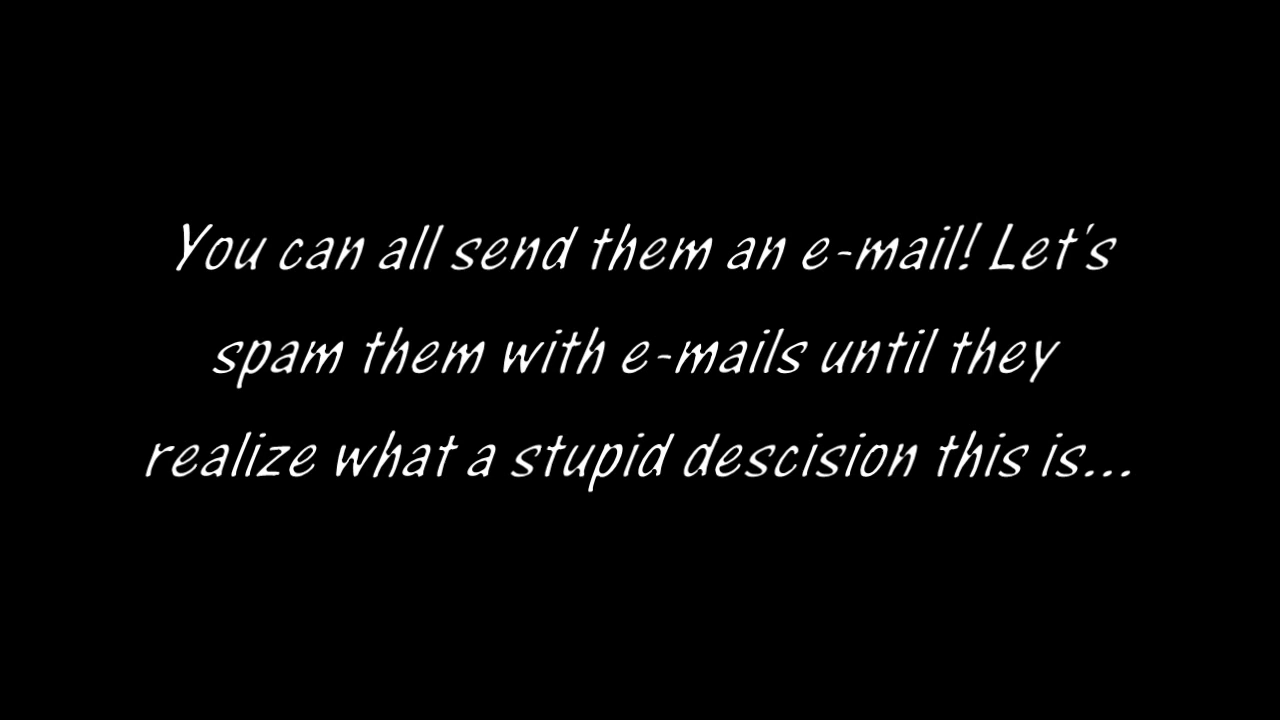 You can all send them an e-mail! Let's
spam them with e-mails until they
realize what a stupid descision this is...